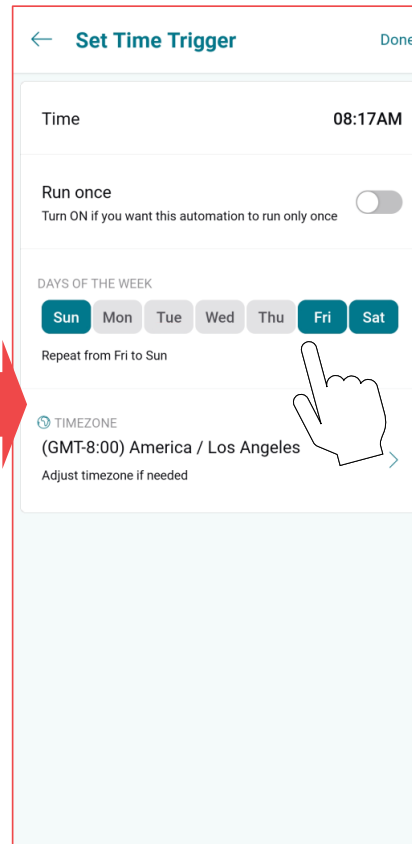 Set Time Trigger Done
Time 08:17AM
Run once
Turn ON if you want this automation to run only once
DAYS OF THE WEEK
Sun Mon Tue Wed Thu Fri Sat
Repeat from Fri to Sun
TIMEZONE
(GMT-8:00) America / Los Angeles
Adjust timezone if needed